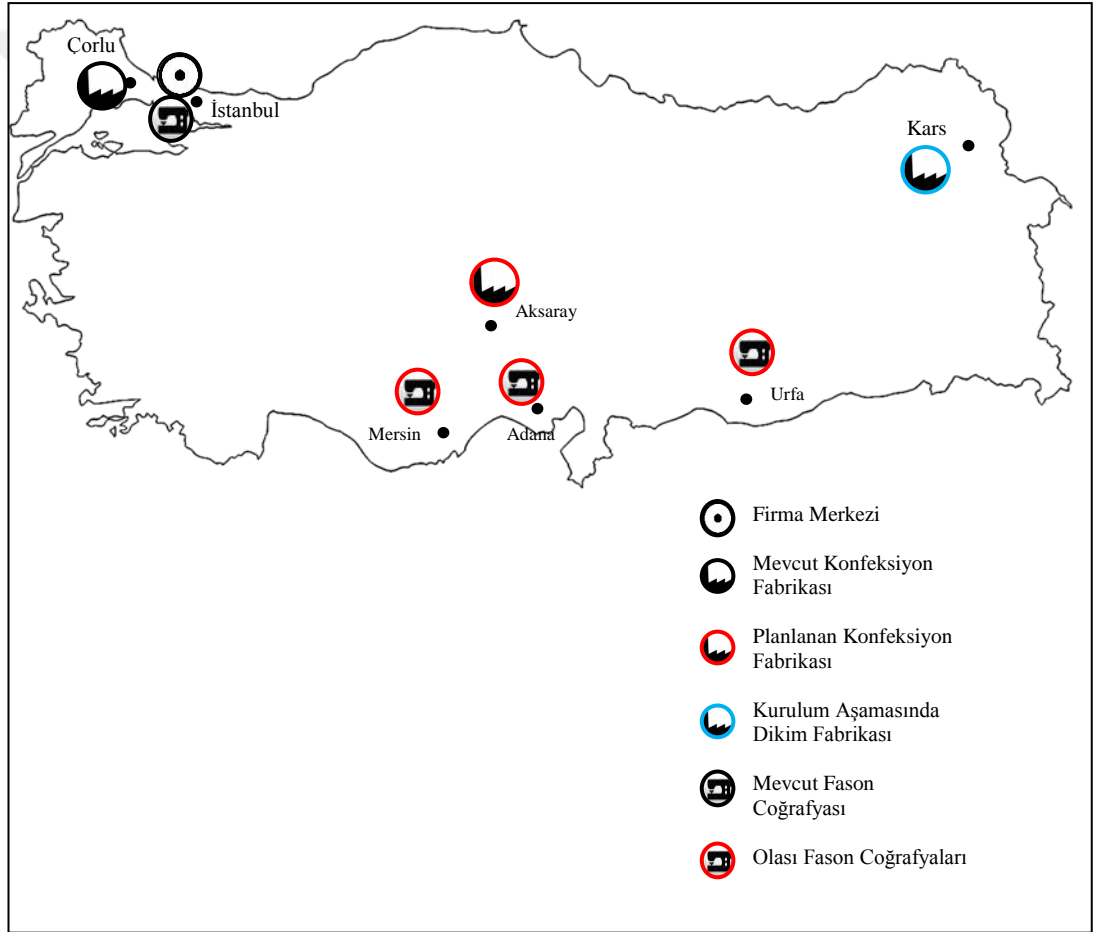 Çorlu
İstanbul
Kars
Aksaray
Urfa
Mersin
Adana
Firma Merkezi
Mevcut Konfeksiyon
Fabrikası
Planlanan Konfeksiyon
Fabrikası
Kurulum Aşamasında
Dikim Fabrikası
Mevcut Fason
Coğrafyası
Olası Fason Coğrafyaları